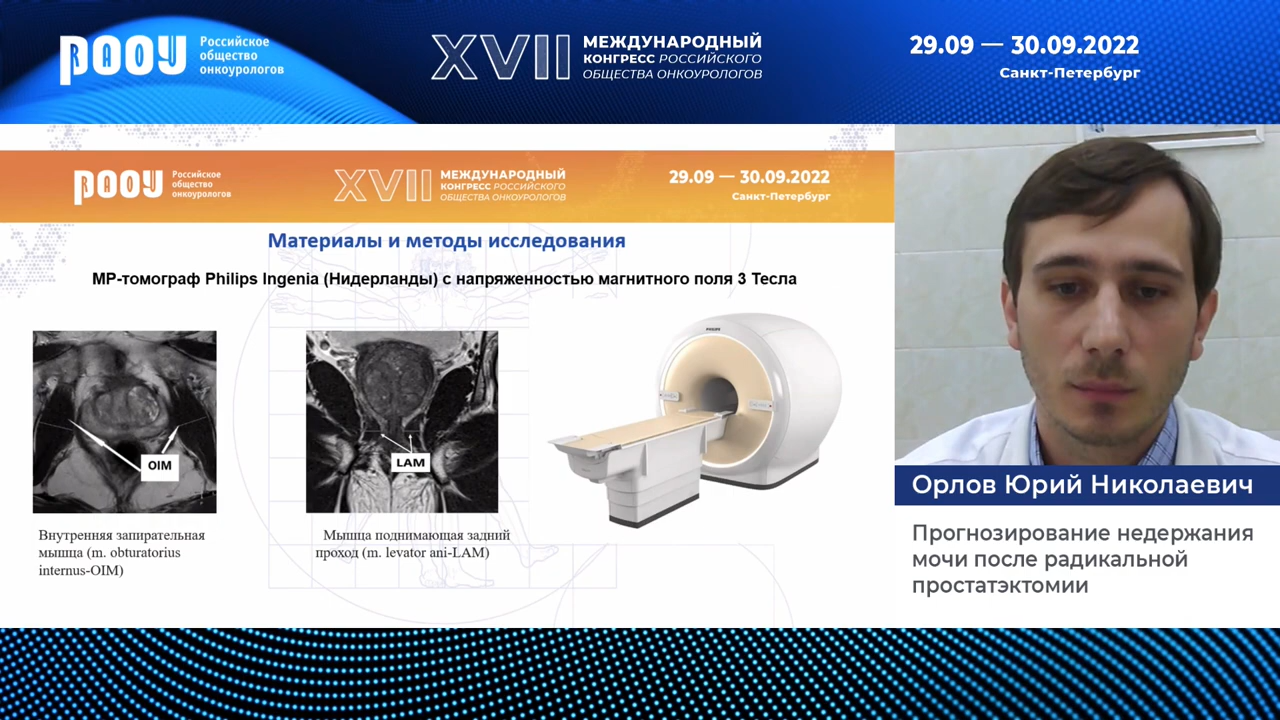 РООУ
RАОУ
Российское
общество
онкоурологов
XVII
МЕЖДУНАРОДНЫЙ
КОНГРЕСС РОССИЙСКОГО
ОБЩЕСТВА ОНКОУРОЛОГОВ
29.09 — 30.09.2022
Санкт-Петербург
Российское
общество
онкоурологов
XVII
МЕЖДУНАРОДНЫЙ
КОНГРЕСС РОССИЙСКОГО
ОБЩЕСТВА ОНКОУРОЛОГОВ
29.09 — 30.09.2022
Санкт-Петербург
Материалы и методы исследования
МР-томограф Philips Ingenia (Нидерланды) с напряженностью магнитного поля 3 Тесла
OIM
LAM
PHILIPS
Внутренняя запирательная
мышца (m. obturatorius
internus-OIM)
Мышца поднимающая задний
проход (m. levator ani-LAM)
Орлов Юрий Николаевич
Прогнозирование недержания
мочи после радикальной
простатэктомии